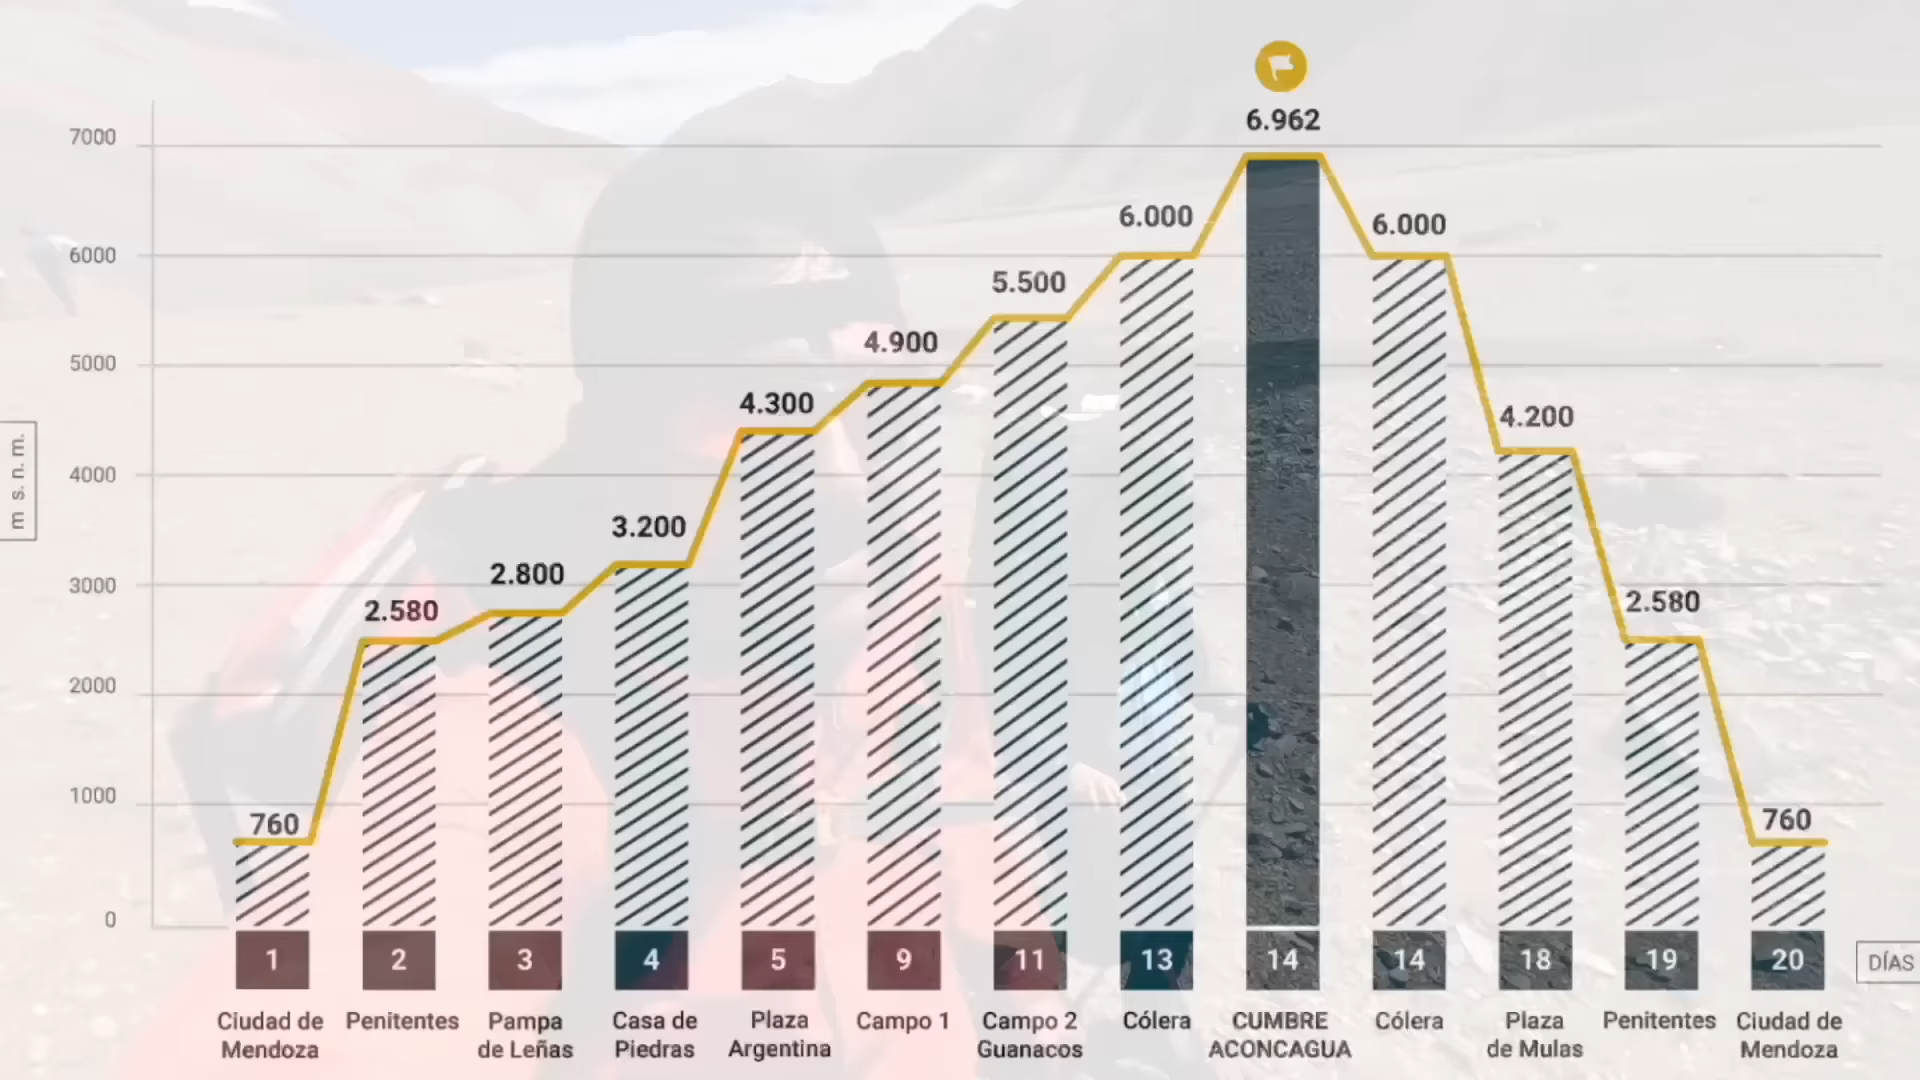 6.962
7000
6.000
6.000
6000
5.500
4.900
5000
4.300
4.200
m s. n. m.
4000
3.200
2.800
3000
2.580
2.580
2000
1000
760
760
0
1
2
3
4
5
9
11
13
14
14
18
19
20
DÍAS
Ciudad de
Mendoza
Penitentes
Pampa
de Leñas
Casa de
Piedras
Plaza
Argentina
Campo 1
Campo 2
Guanacos
Cólera
CUMBRE
ACONCAGUA
Cólera
Plaza
de Mulas
Penitentes
Ciudad de
Mendoza